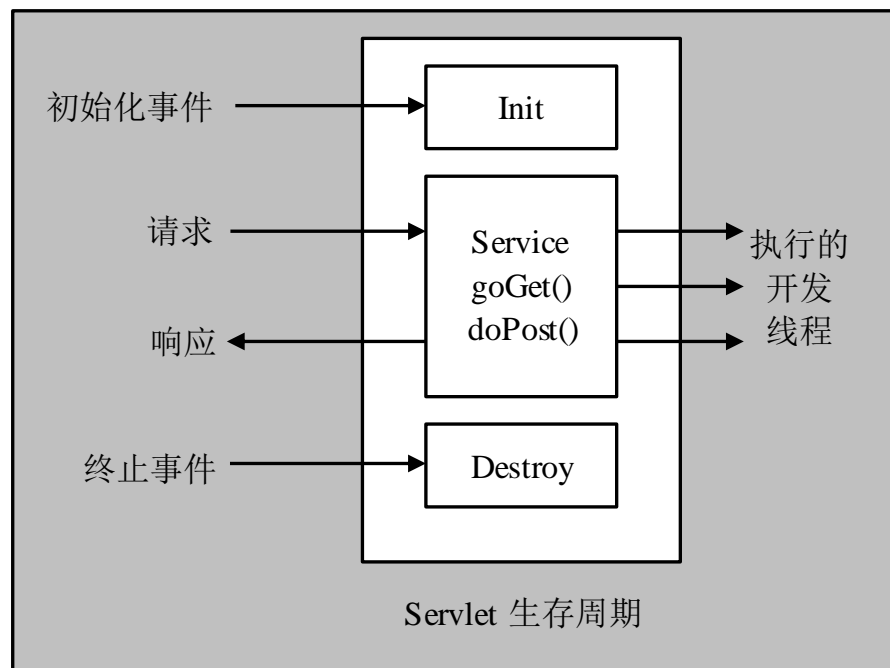 初始化事件
Init
请求
Service
goGet()
doPost()
执行的
开发
线程
响应
终止事件
Destroy
Servlet 生存周期